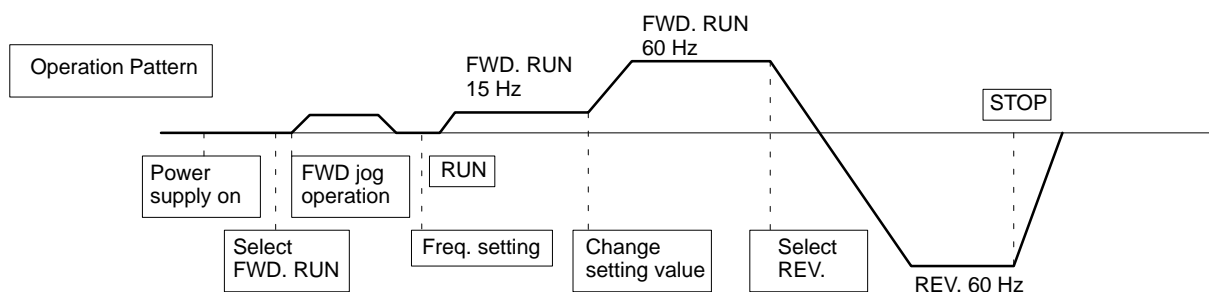 FWD. RUN
60 Hz
Operation Pattern
FWD. RUN
15 Hz
STOP
Power
supply on
FWD jog
operation
RUN
Select
FWD. RUN
Freq. setting
Change
setting value
Select
REV.
REV. 60 Hz